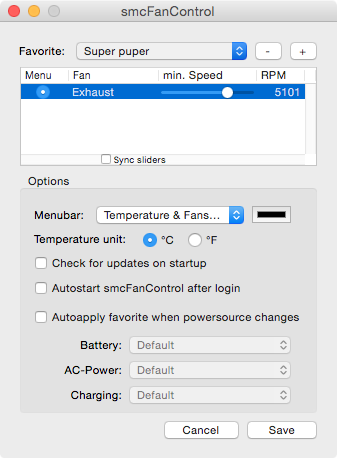 smcFanControl
Favorite: Super puper - +
Menu Fan min. Speed RPM
Exhaust 5101
Sync sliders
Options
Menubar: Temperature & Fans...
Temperature unit: °C °F
Check for updates on startup
Autostart smcFanControl after login
Autoapply favorite when powersource changes
Battery: Default
AC-Power: Default
Charging: Default
Cancel Save